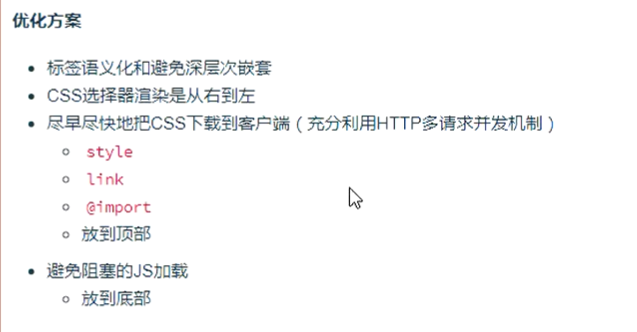 优化方案
标签语义化和避免深层次嵌套
CSS选择器渲染是从右到左
尽早尽快地把CSS下载到客户端（充分利用HTTP多请求并发机制）
style
link
@import
放到顶部
避免阻塞的JS加载
放到底部